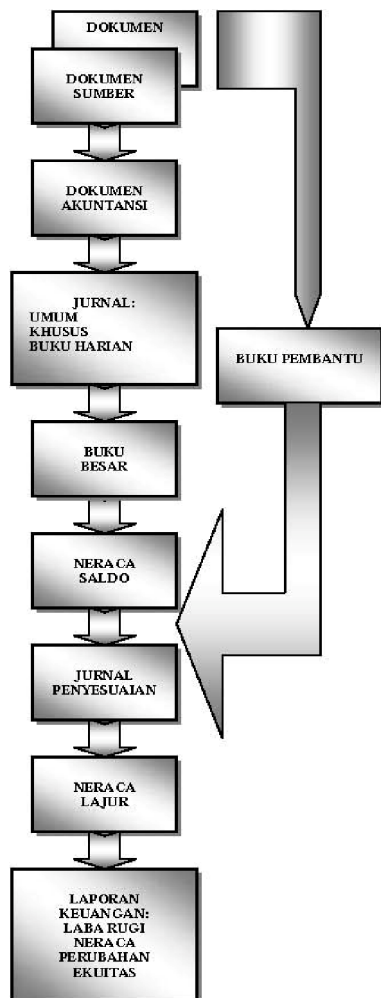 DOKUMEN
DOKUMEN
SUMBER
DOKUMEN
AKUNTANSI
JURNAL:
UMUM
KHUSUS
BUKU HARIAN
BUKU PEMBANTU
BUKU
BESAR
NERACA
SALDO
JURNAL
PENYESUAIAN
NERACA
LAJUR
LAPORAN
KEUANGAN:
LABA RUGI
NERACA
PERUBAHAN
EKUITAS